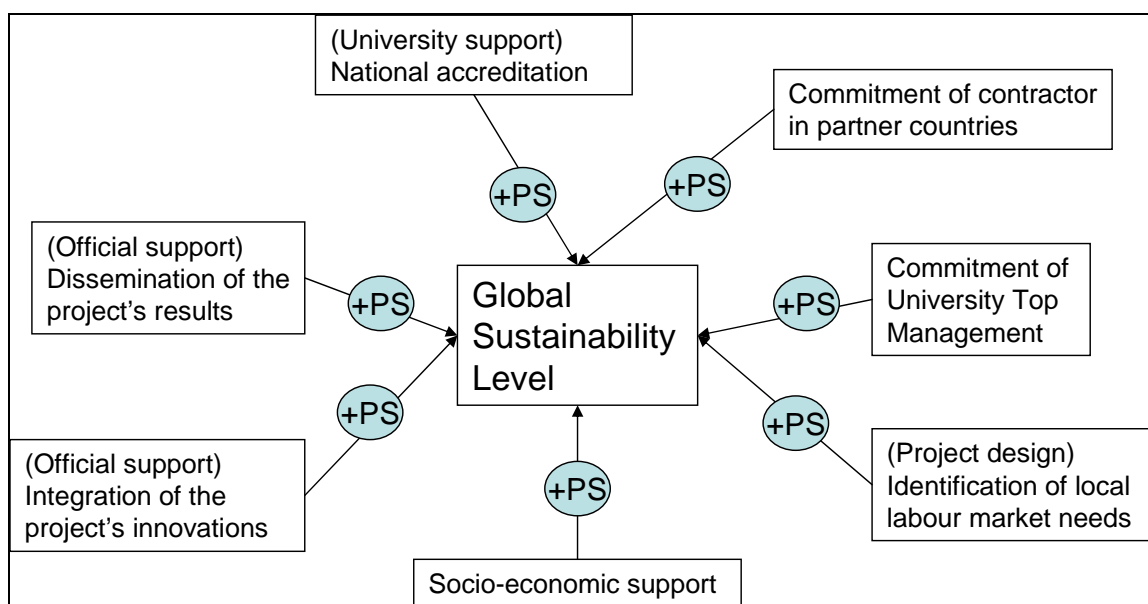 (University support)
National accreditation
Commitment of contractor
in partner countries
+PS
+PS
(Official support)
Dissemination of the
project's results
+PS
Global
Sustainability
Level
+PS
Commitment of
University Top
Management
+PS
+PS
(Official support)
Integration of the
project's innovations
+PS
(Project design)
Identification of local
labour market needs
Socio-economic support